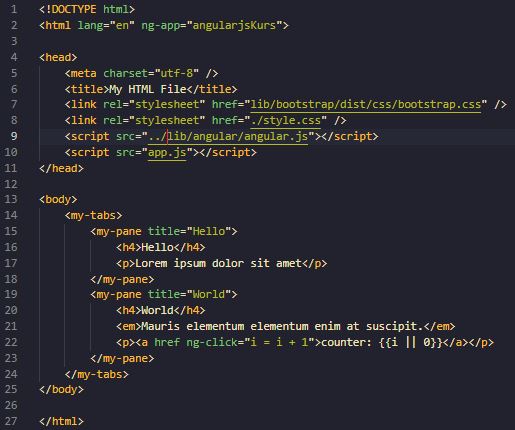 1 <!DOCTYPE html>
2 <html lang="en" ng-app="angularjsKurs">
3
4 <head>
5 <meta charset="utf-8" />
6 <title>My HTML File</title>
7 <link rel="stylesheet" href="lib/bootstrap/dist/css/bootstrap.css" />
8 <link rel="stylesheet" href="./style.css" />
9 <script src="../lib/angular/angular.js"></script>
10 <script src="app.js"></script>
11 </head>
12
13 <body>
14 <my-tabs>
15 <my-pane title="Hello">
16 <h4>Hello</h4>
17 <p>Lorem ipsum dolor sit amet</p>
18 </my-pane>
19 <my-pane title="World">
20 <h4>World</h4>
21 <em>Mauris elementum elementum enim at suscipit.</em>
22 <p><a href ng-click="i = i + 1">counter: {{i || 0}}</a></p>
23 </my-pane>
24 </my-tabs>
25 </body>
26
27 </html>